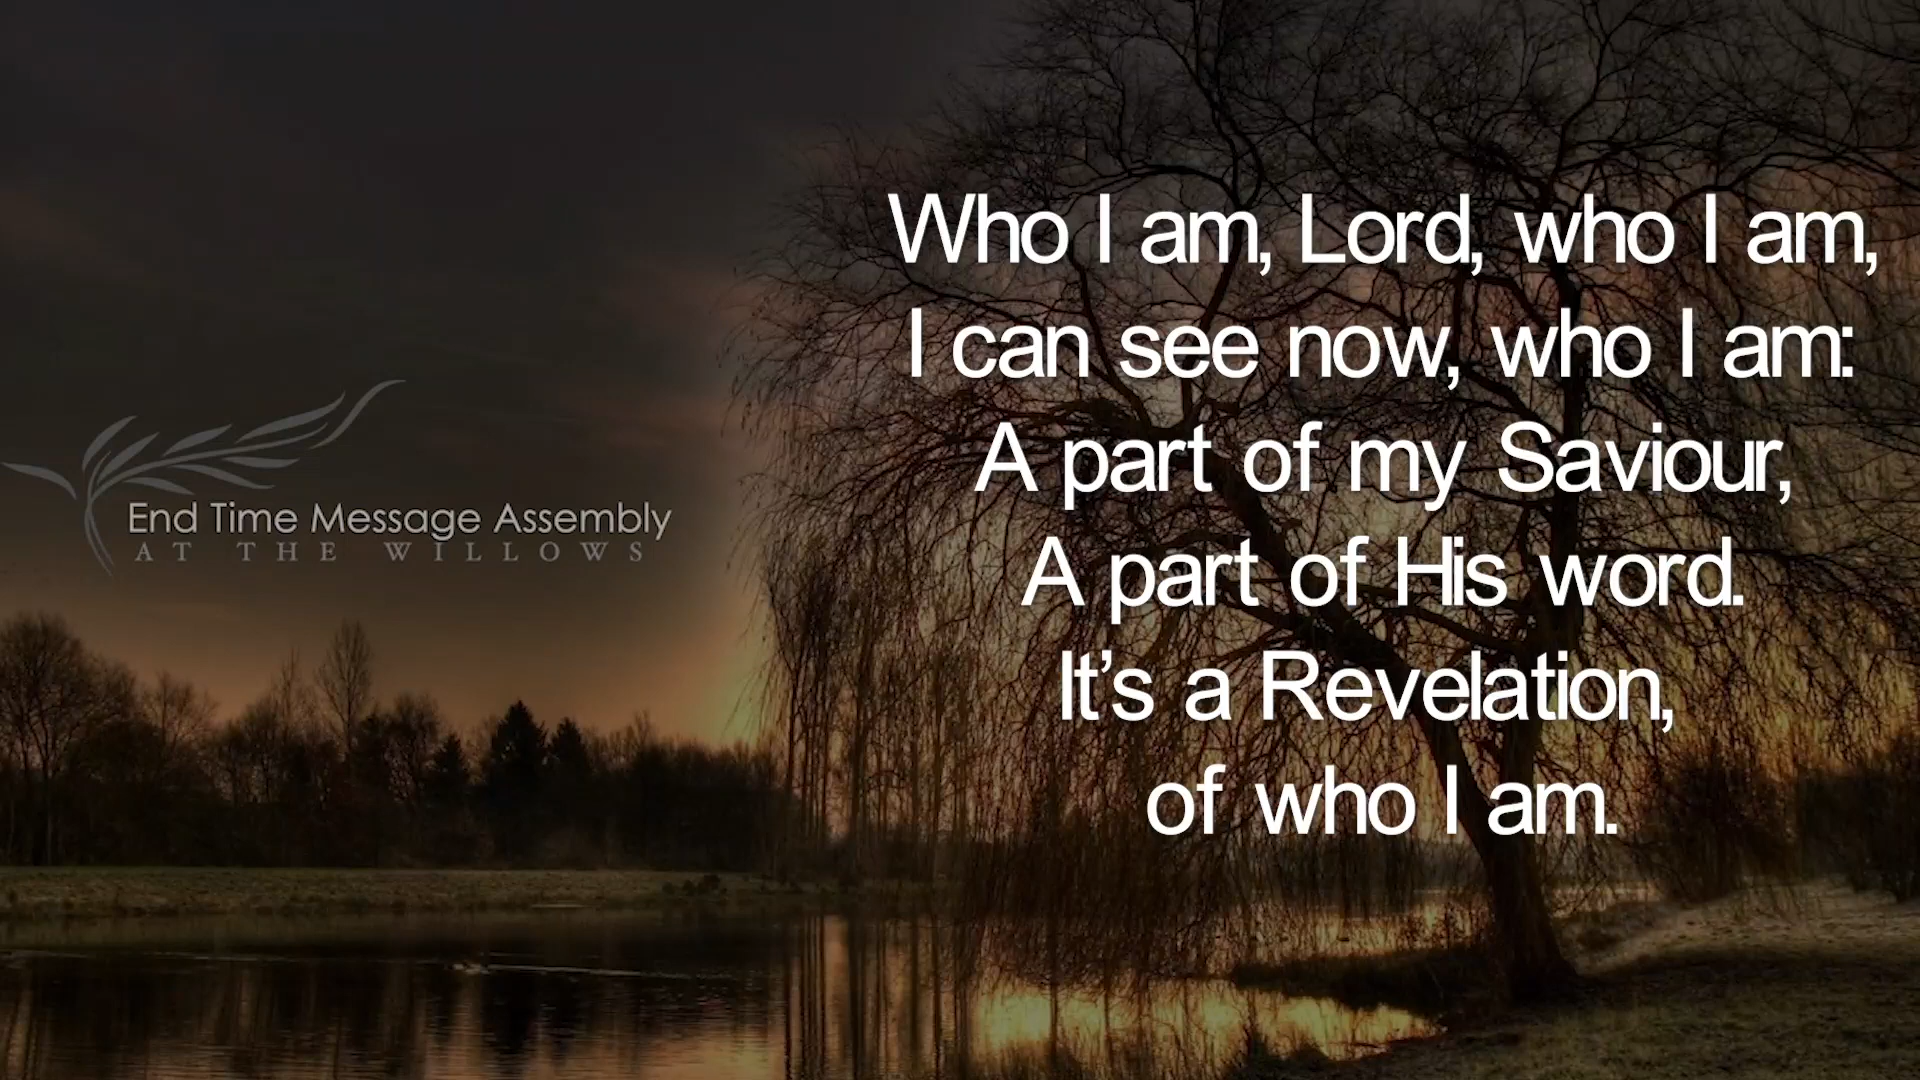 End Time Message Assembly
AT THE WILLOWS
Who I am, Lord, who I am,
I can see now, who I am:
A part of my Saviour,
A part of His word.
It’s a Revelation,
of who I am.